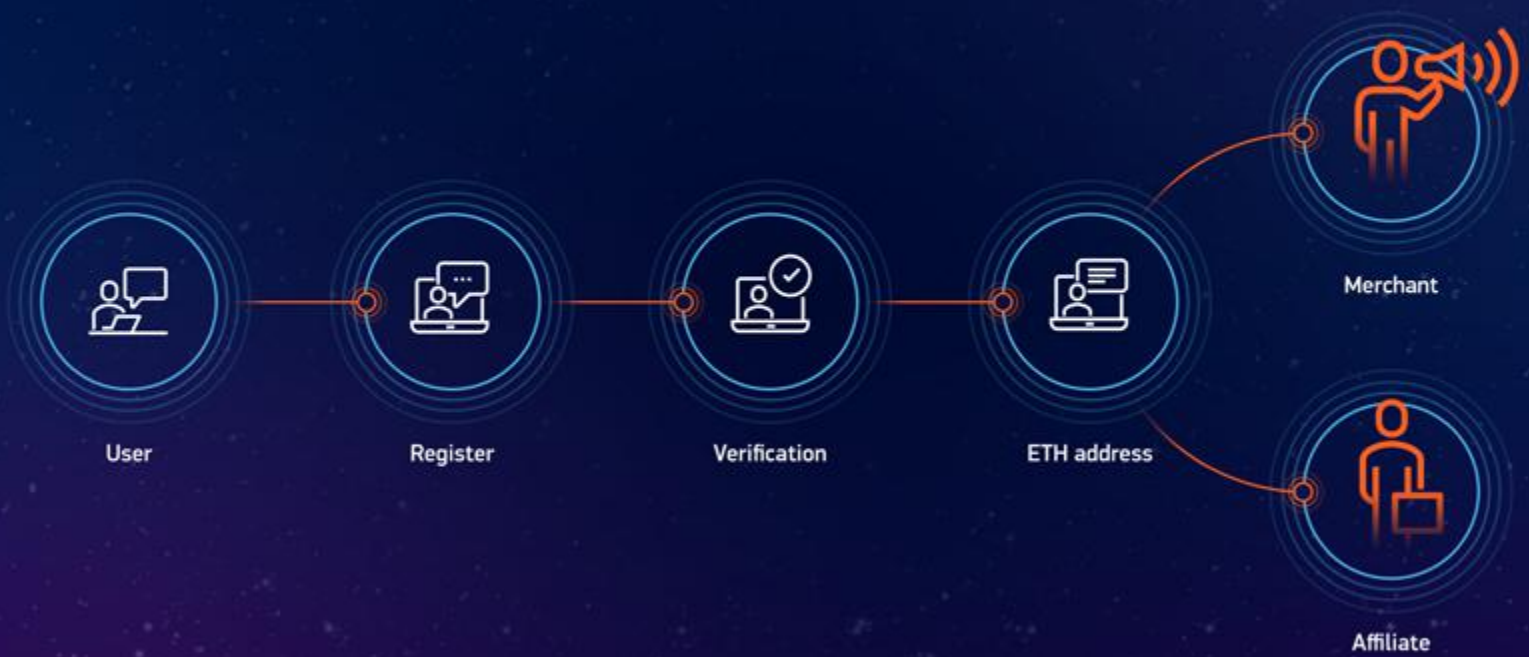 User
Register
Verification
ETH address
Merchant
Affiliate